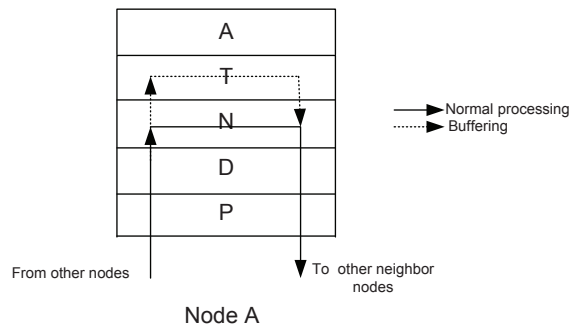 A
T
N
D
P
Normal processing
Buffering
From other nodes
To other neighbor
nodes
Node A